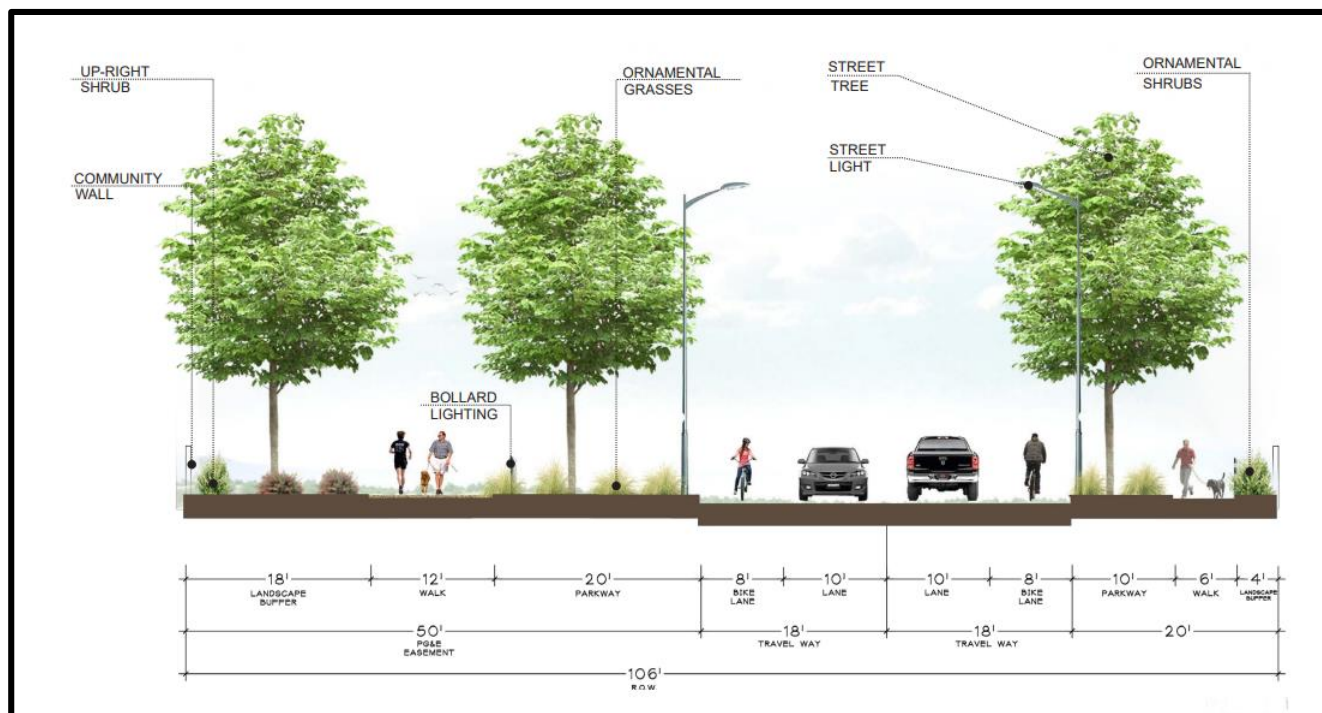 UP-RIGHT
SHRUB
COMMUNITY
WALL
ORNAMENTAL
GRASSES
BOLLARD
LIGHTING
STREET
TREE
STREET
LIGHT
ORNAMENTAL
SHRUBS
18' 12' 20' 8' 10' 10' 8' 10' 6' 4'
LANDSCAPE BUFFER WALK PARKWAY BIKE LANE LANE LANE BIKE LANE PARKWAY WALK LANDSCAPE BUFFER
50' 18' 18' 20'
PG&E EASEMENT TRAVEL WAY TRAVEL WAY
106'
R.O.W